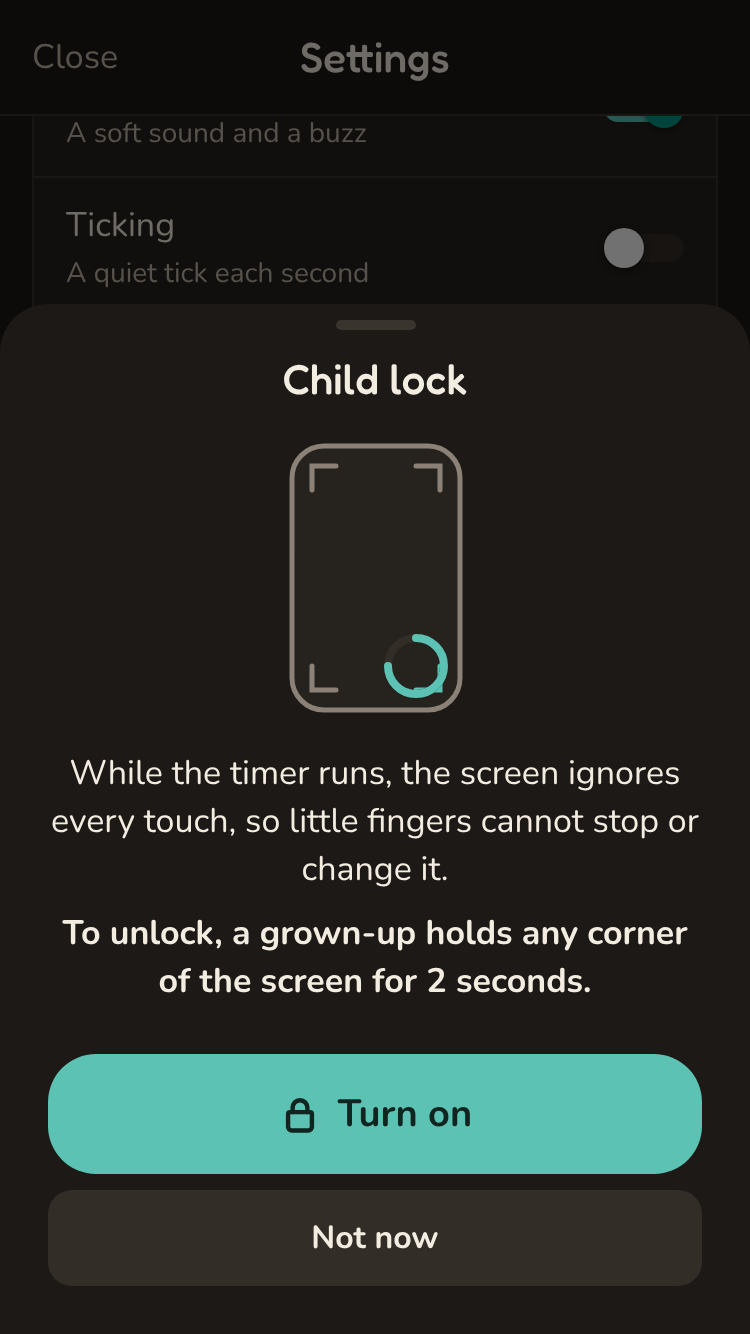 Close
Settings
A soft sound and a buzz
Ticking
A quiet tick each second
Child lock
While the timer runs, the screen ignores
every touch, so little fingers cannot stop or
change it.
To unlock, a grown-up holds any corner
of the screen for 2 seconds.
Turn on
Not now